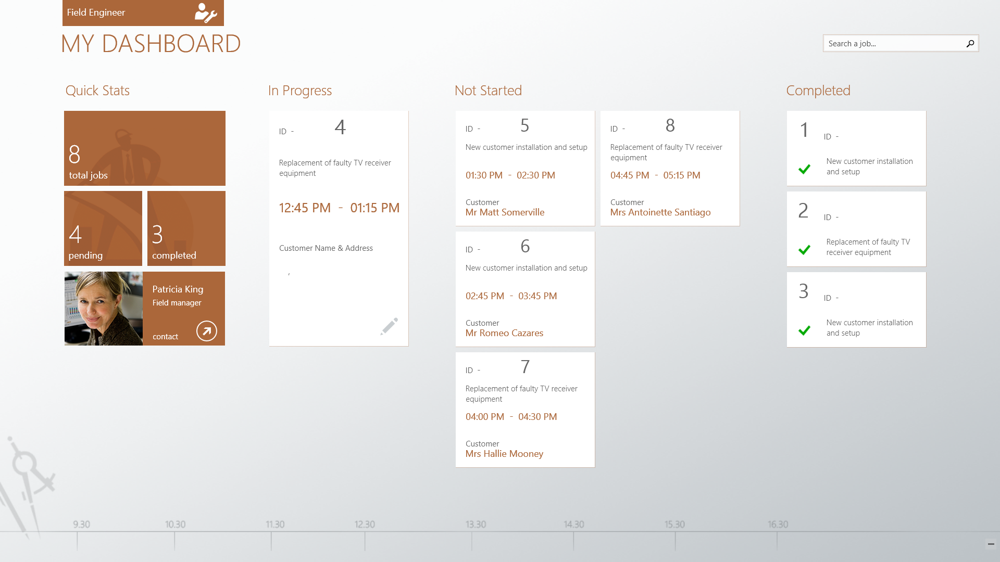 Field Engineer
MY DASHBOARD
Search a job...
Quick Stats
8
total jobs
4
pending
3
completed
Patricia King
Field manager
contact
In Progress
ID - 4
Replacement of faulty TV receiver
equipment
12:45 PM - 01:15 PM
Customer Name & Address
,
Not Started
ID - 5
New customer installation and setup
01:30 PM - 02:30 PM
Customer
Mr Matt Somerville
ID - 6
New customer installation and setup
02:45 PM - 03:45 PM
Customer
Mr Romeo Cazares
ID - 7
Replacement of faulty TV receiver
equipment
04:00 PM - 04:30 PM
Customer
Mrs Hallie Mooney
ID - 8
Replacement of faulty TV receiver
equipment
04:45 PM - 05:15 PM
Customer
Mrs Antoinette Santiago
Completed
1 ID -
New customer installation
and setup
2 ID -
Replacement of faulty TV
receiver equipment
3 ID -
New customer installation
and setup
9.30 10.30 11.30 12.30 13.30 14.30 15.30 16.30